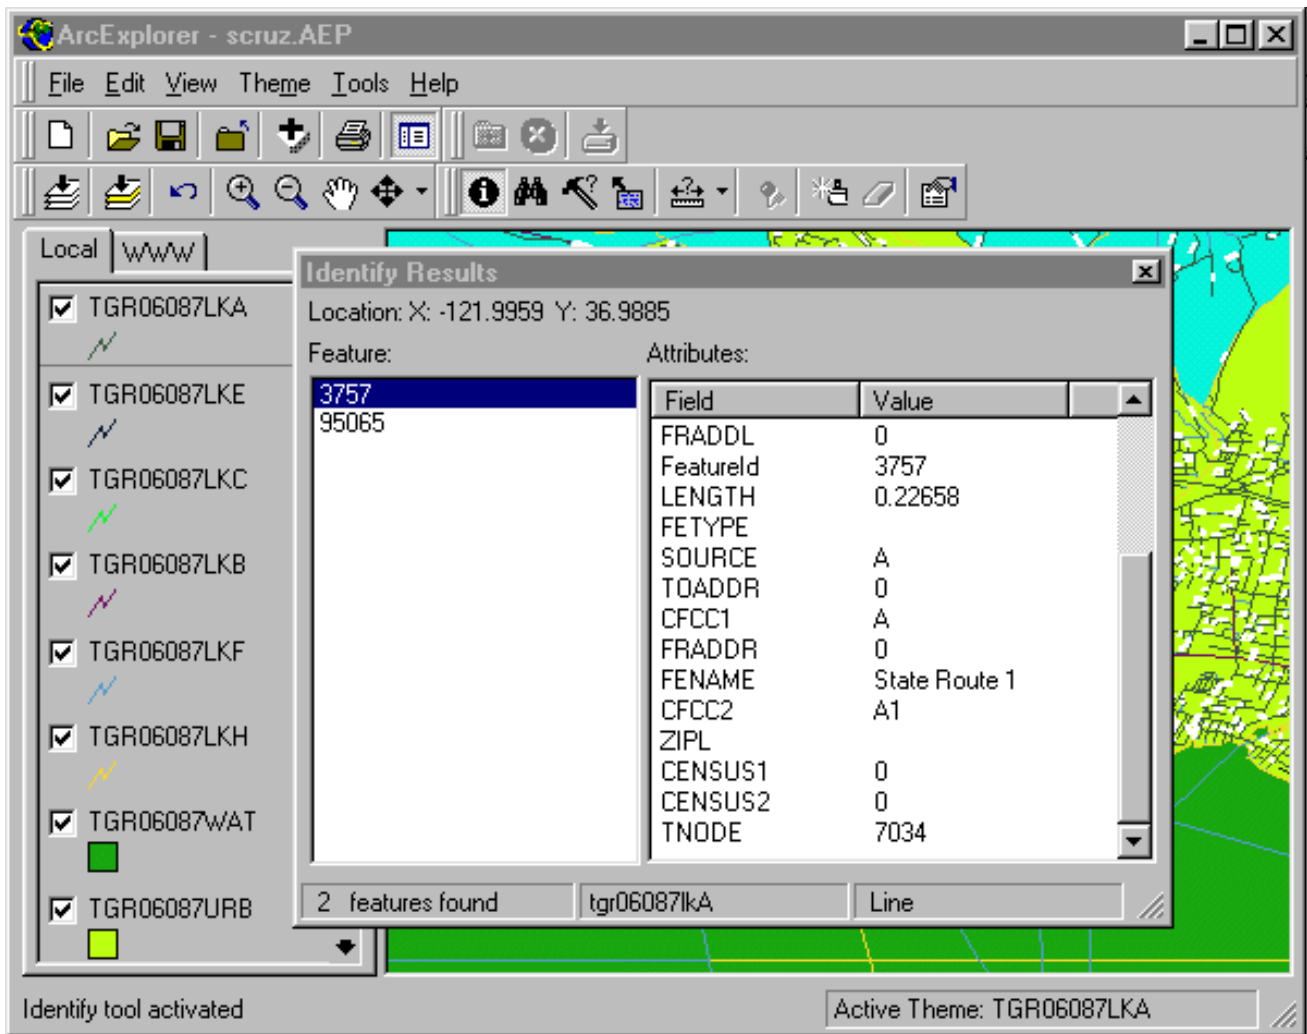 ArcExplorer - scruz.AEP
File Edit View Theme Tools Help
Local WWW
TGR06087LKA
TGR06087LKE
TGR06087LKC
TGR06087LKB
TGR06087LKF
TGR06087LKH
TGR06087WAT
TGR06087URB
Identify Results
Location: X: -121.9959 Y: 36.9885
Feature:
3757
95065
Attributes:
Field Value
FRADDL 0
FeatureId 3757
LENGTH 0.22658
FETYPE
SOURCE A
TOADDR 0
CFCC1 A
FRADDR 0
FENAME State Route 1
CFCC2 A1
ZIPL
CENSUS1 0
CENSUS2 0
TNODE 7034
2 features found tgr06087lkA Line
Identify tool activated Active Theme: TGR06087LKA